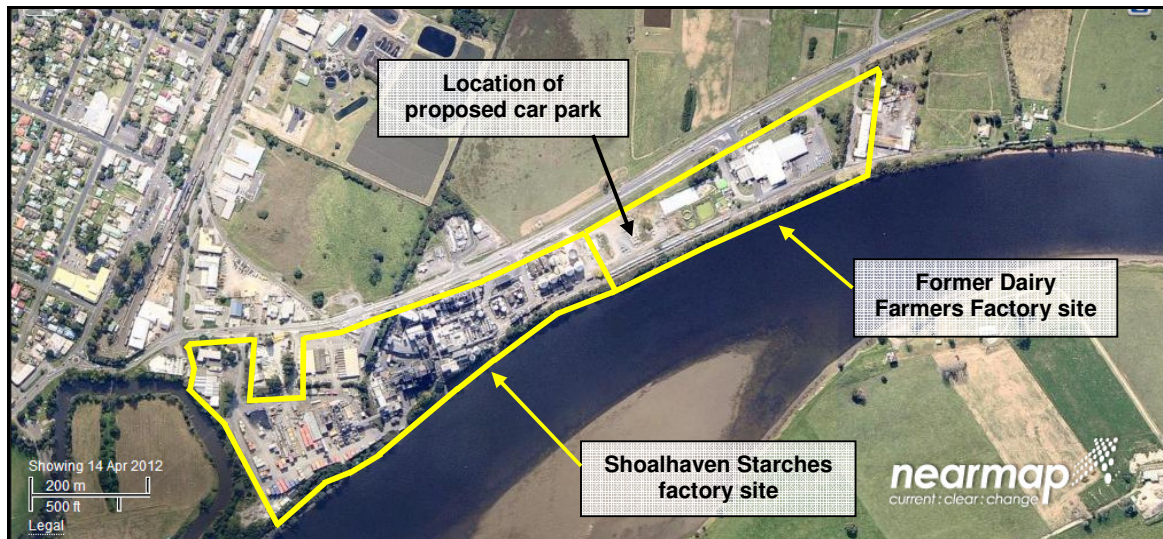 Location of
proposed car park
Former Dairy
Farmers Factory site
Shoalhaven Starches
factory site
Showing 14 Apr 2012
200 m
500 ft
Legal
nearmap
current : clear : change